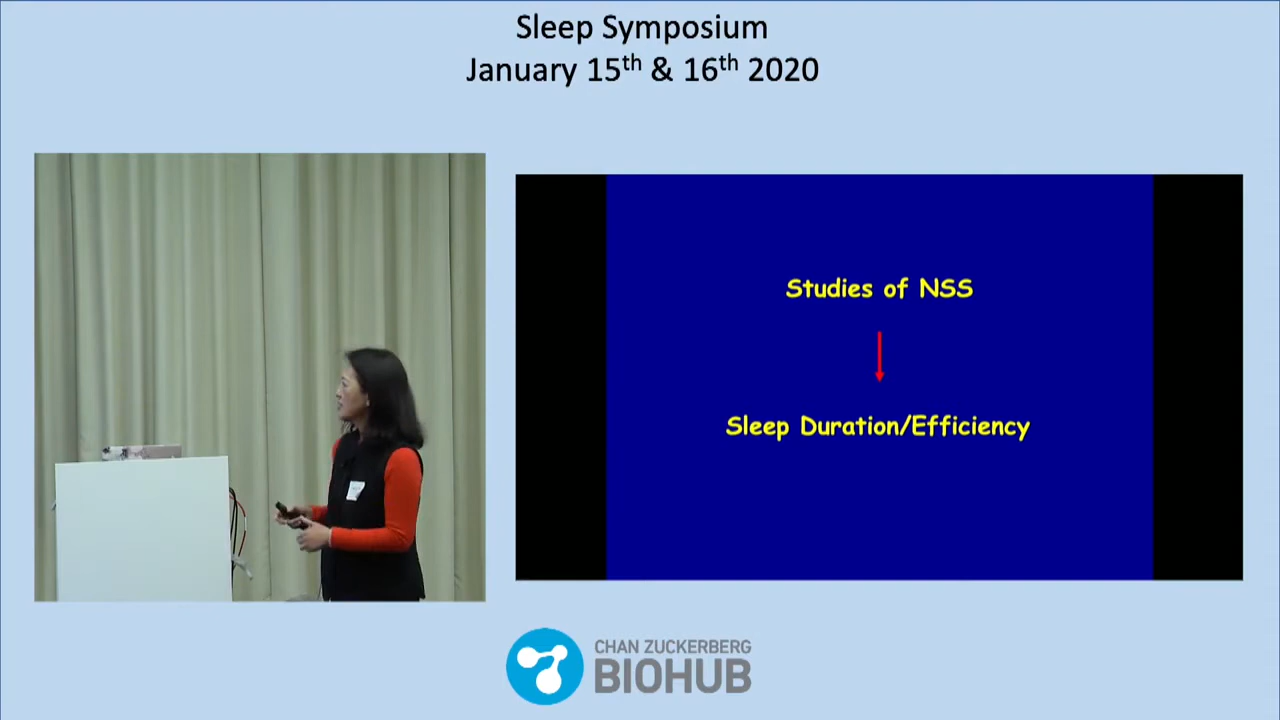 Sleep Symposium
January 15th & 16th 2020
Studies of NSS
Sleep Duration/Efficiency
CHAN ZUCKERBERG
BIOHUB